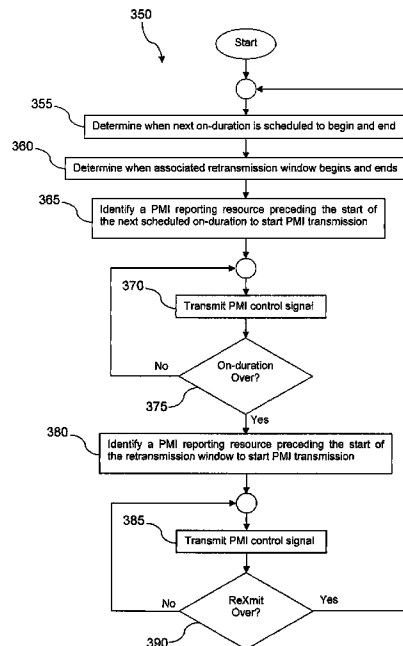 350
Start
355
Determine when next on-duration is scheduled to begin and end
360
Determine when associated retransmission window begins and ends
365
Identify a PMI reporting resource preceding the start of
the next scheduled on-duration to start PMI transmission
370
Transmit PMI control signal
No
On-duration
Over?
375
Yes
380
Identify a PMI reporting resource preceding the start of
the retransmission window to start PMI transmission
385
Transmit PMI control signal
No
ReXmit
Over?
Yes
390